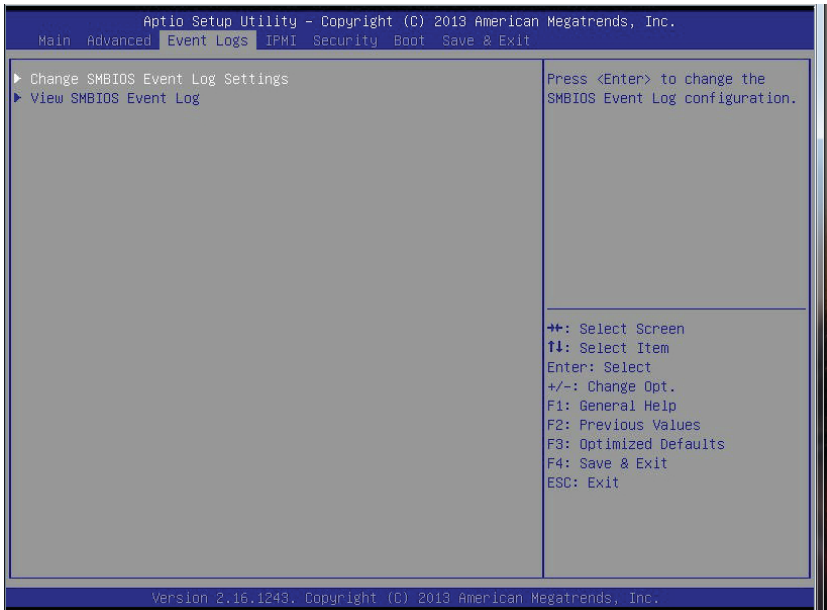 Aptio Setup Utility – Copyright (C) 2013 American Megatrends, Inc.
Main Advanced Event Logs IPMI Security Boot Save & Exit
▶ Change SMBIOS Event Log Settings
▶ View SMBIOS Event Log
Press <Enter> to change the
SMBIOS Event Log configuration.
→←: Select Screen
↑↓: Select Item
Enter: Select
+/-: Change Opt.
F1: General Help
F2: Previous Values
F3: Optimized Defaults
F4: Save & Exit
ESC: Exit
Version 2.16.1243. Copyright (C) 2013 American Megatrends, Inc.